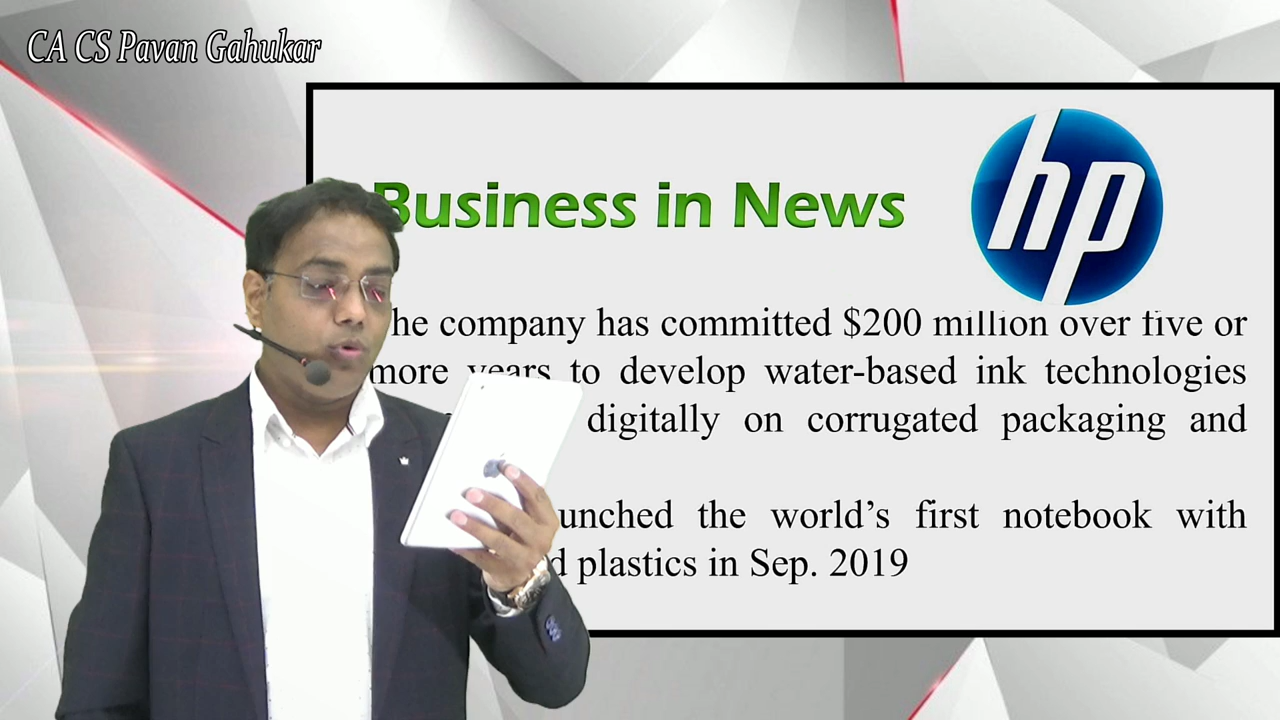 CA CS Pavan Gahukar
hp
Business in News
he company has committed $200 million over five or
more years to develop water-based ink technologies
digitally on corrugated packaging and
unched the world’s first notebook with
d plastics in Sep. 2019